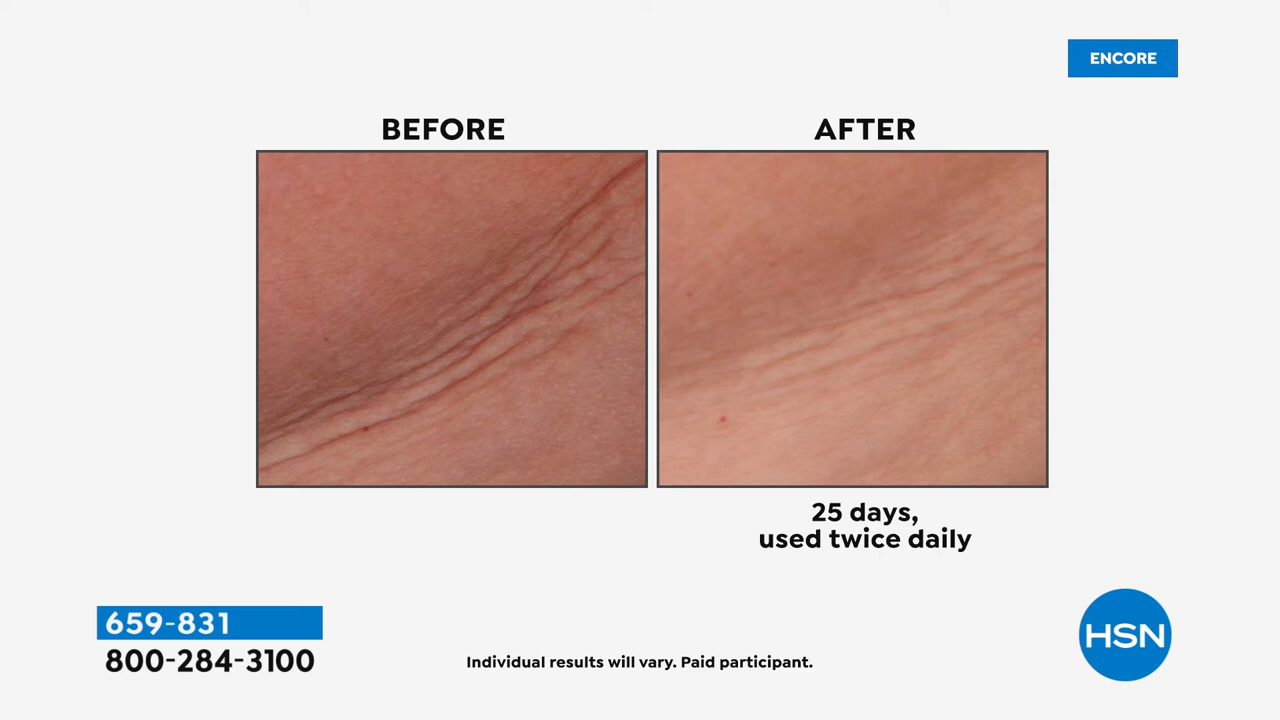 ENCORE
BEFORE
AFTER
25 days,
used twice daily
659-831
800-284-3100
Individual results will vary. Paid participant.
HSN